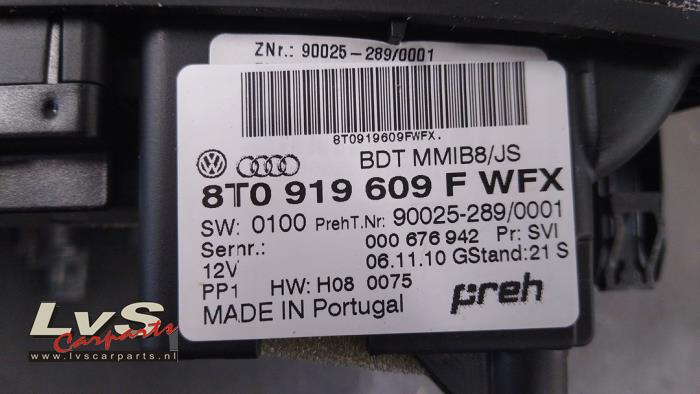 ZNr.: 90025-289/0001
8T0919609FWFX.
BDT MMIB8/JS
8T0 919 609 F WFX
SW: 0100 PrehT.Nr: 90025-289/0001
Sernr.: 000 676 942 Pr: SVI
12V 06.11.10 GStand: 21 S
PP1 HW: H08 0075
MADE IN Portugal preh
LvS
Carparts
www.lvscarparts.nl